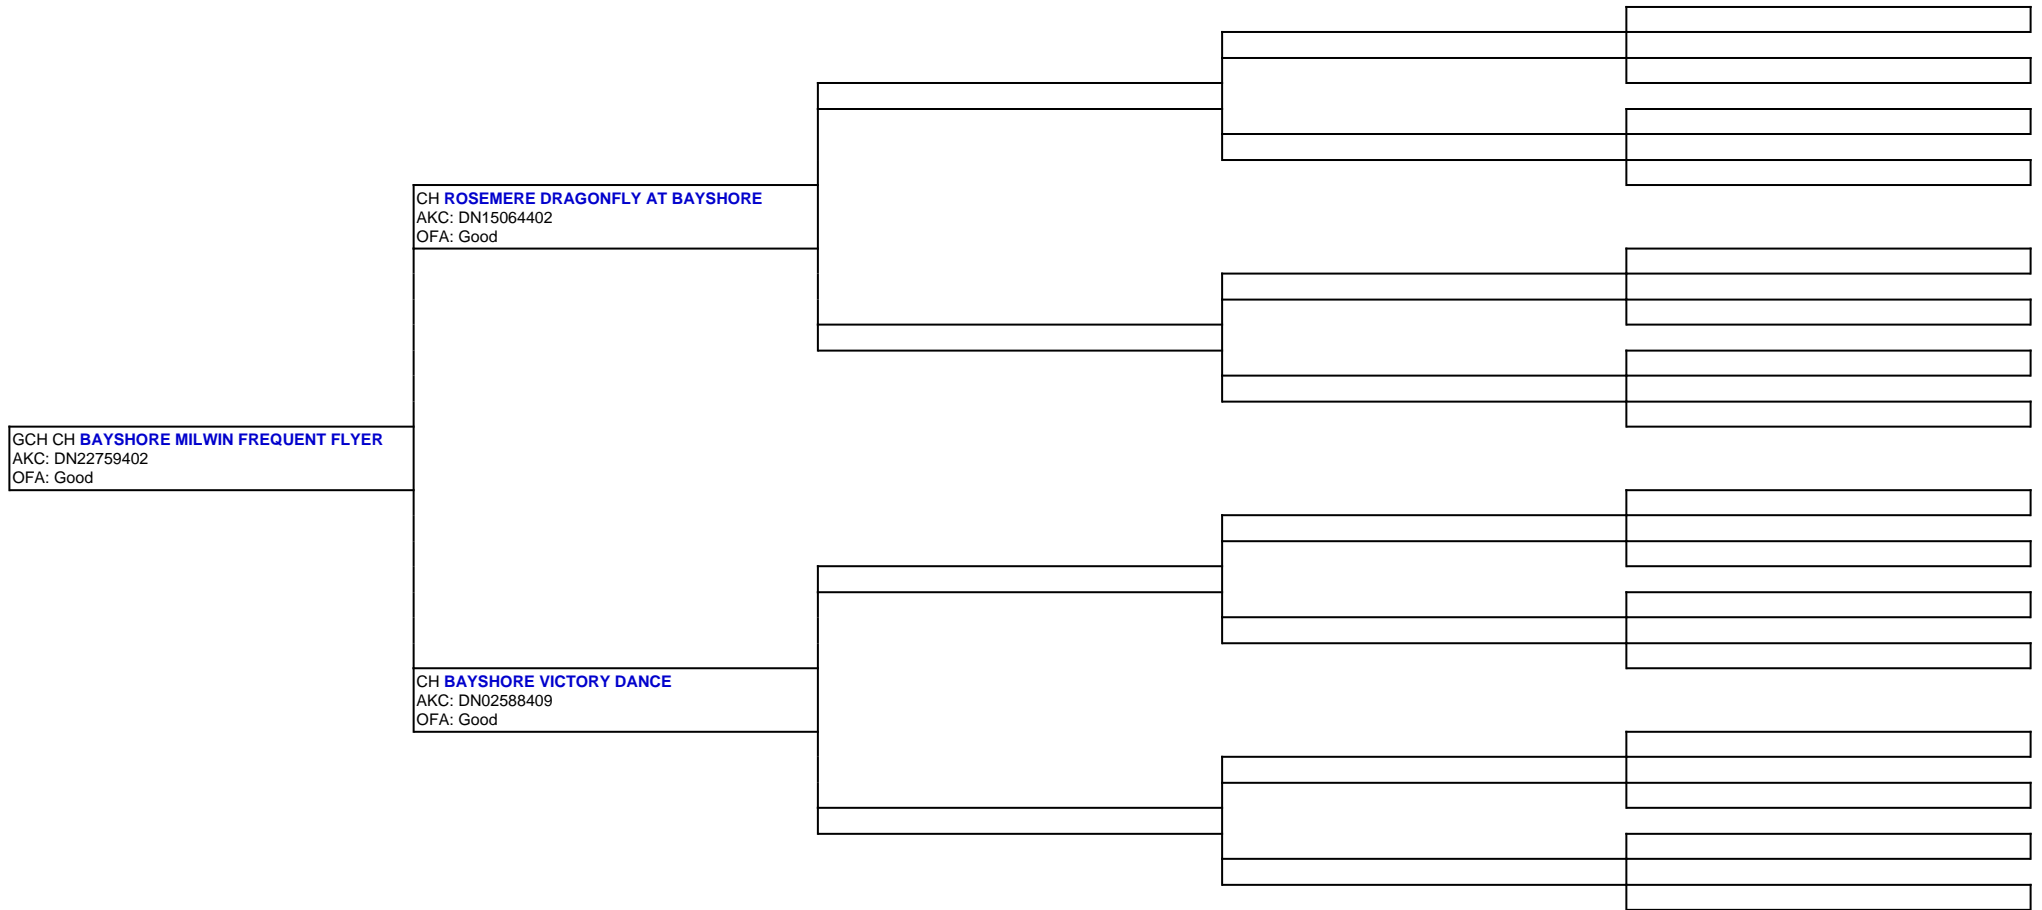 CH ROSEMERE DRAGONFLY AT BAYSHORE
AKC: DN15064402
OFA: Good
GCH CH BAYSHORE MILWIN FREQUENT FLYER
AKC: DN22759402
OFA: Good
CH BAYSHORE VICTORY DANCE
AKC: DN02588409
OFA: Good